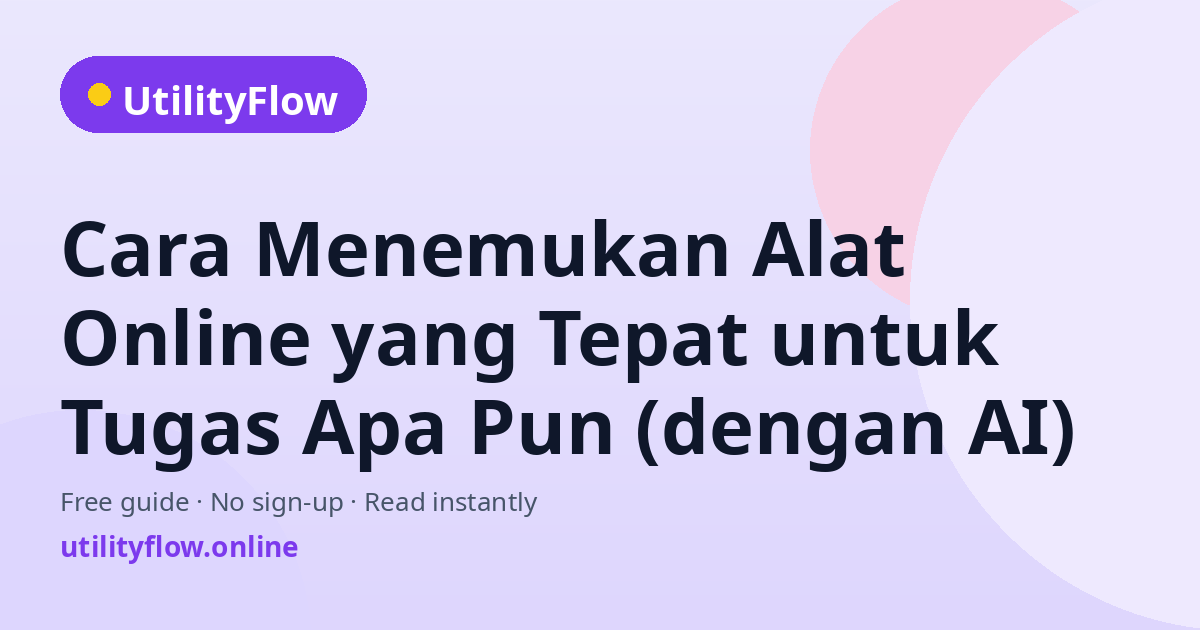 UtilityFlow
Cara Menemukan Alat
Online yang Tepat untuk
Tugas Apa Pun (dengan AI)
Free guide · No sign-up · Read instantly
utilityflow.online